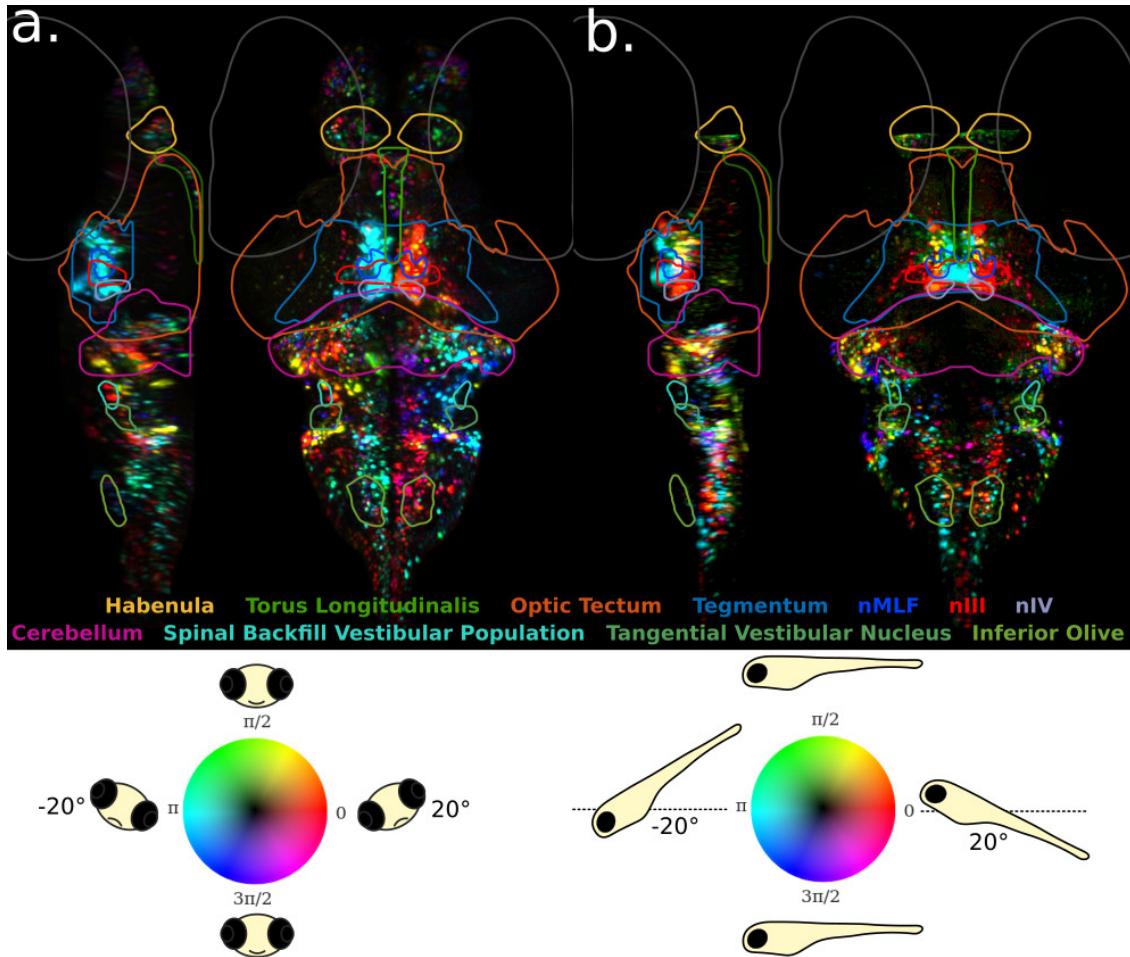 a.
b.
Habenula Torus Longitudinalis Optic Tectum Tegmentum nMLF nIII nIV
Cerebellum Spinal Backfill Vestibular Population Tangential Vestibular Nucleus Inferior Olive
π/2
-20° π 0 20°
3π/2
π/2
π -20° 0 20°
3π/2